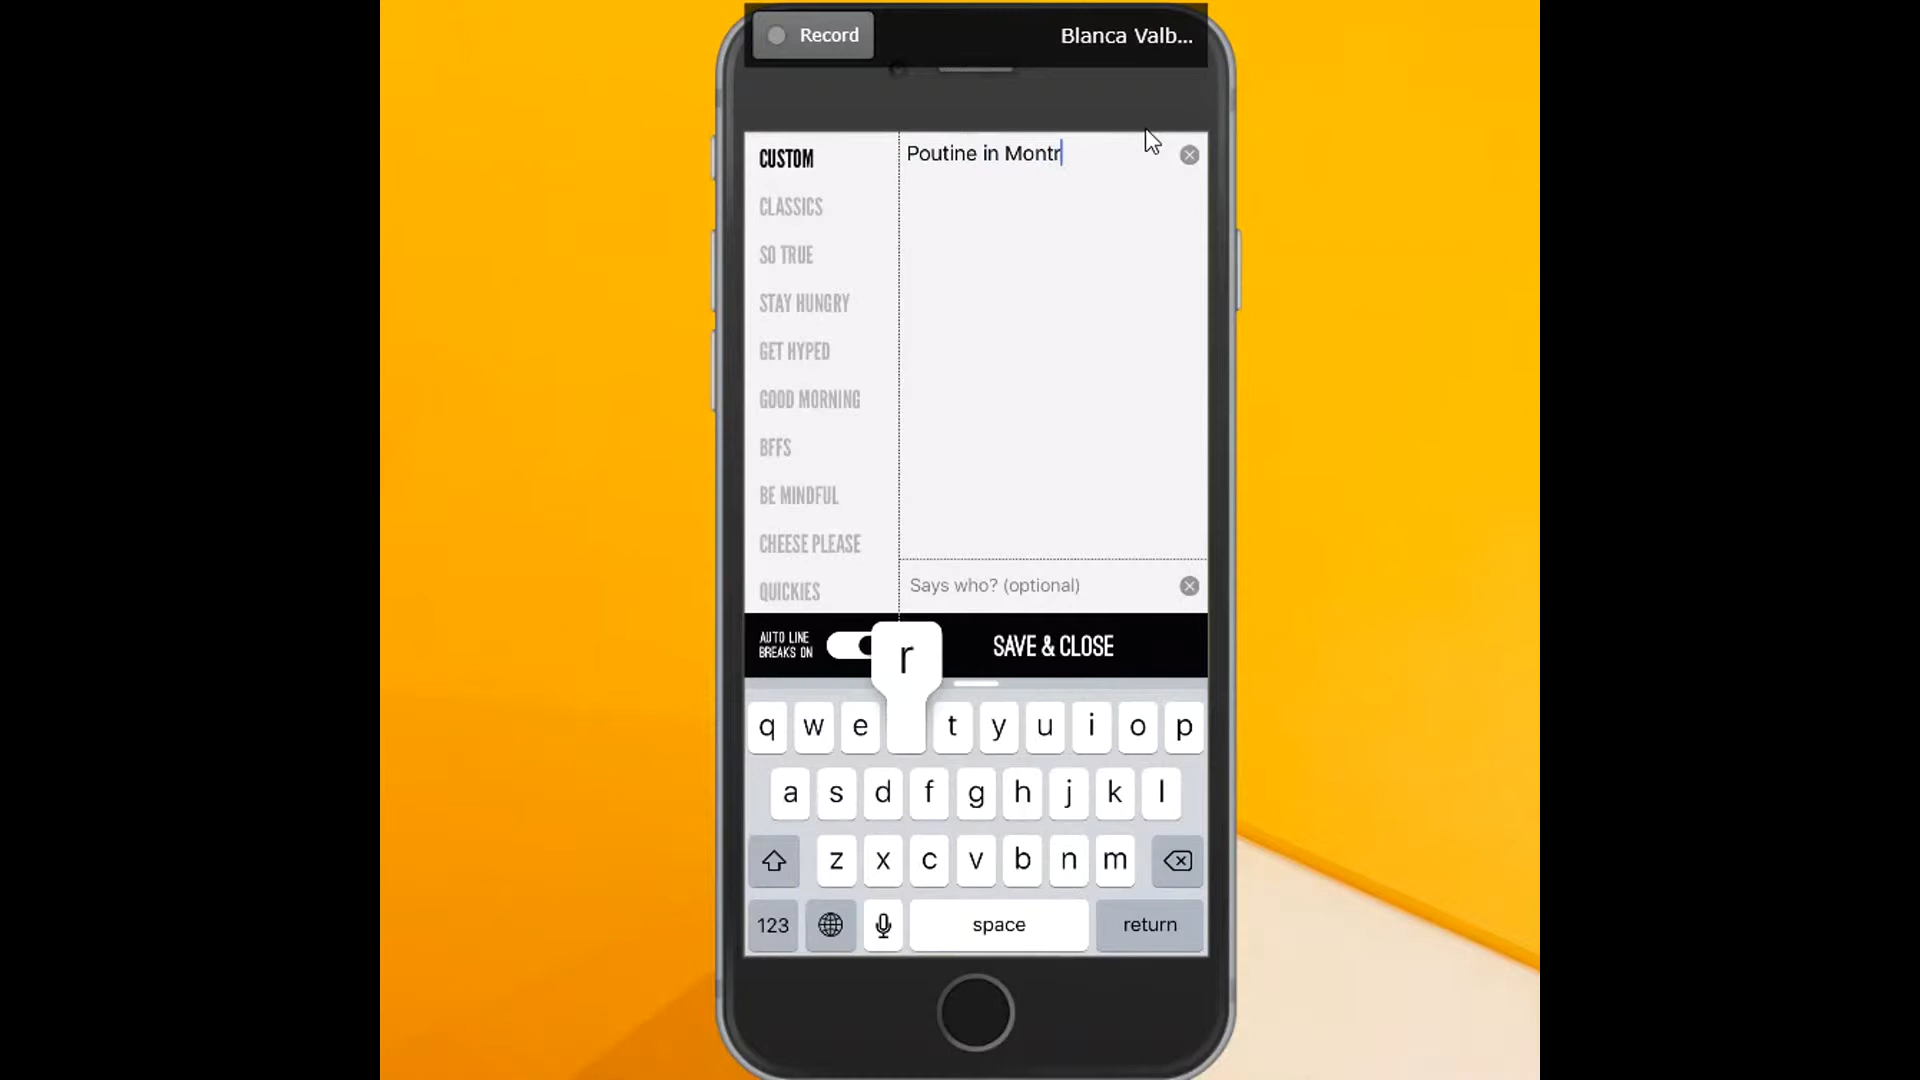 Record
Blanca Valb...
CUSTOM
Poutine in Montr
CLASSICS
SO TRUE
STAY HUNGRY
GET HYPED
GOOD MORNING
BFFS
BE MINDFUL
CHEESE PLEASE
QUICKIES
Says who? (optional)
AUTO LINE
BREAKS ON
SAVE & CLOSE
r
q w e t y u i o p
a s d f g h j k l
z x c v b n m
123 space return